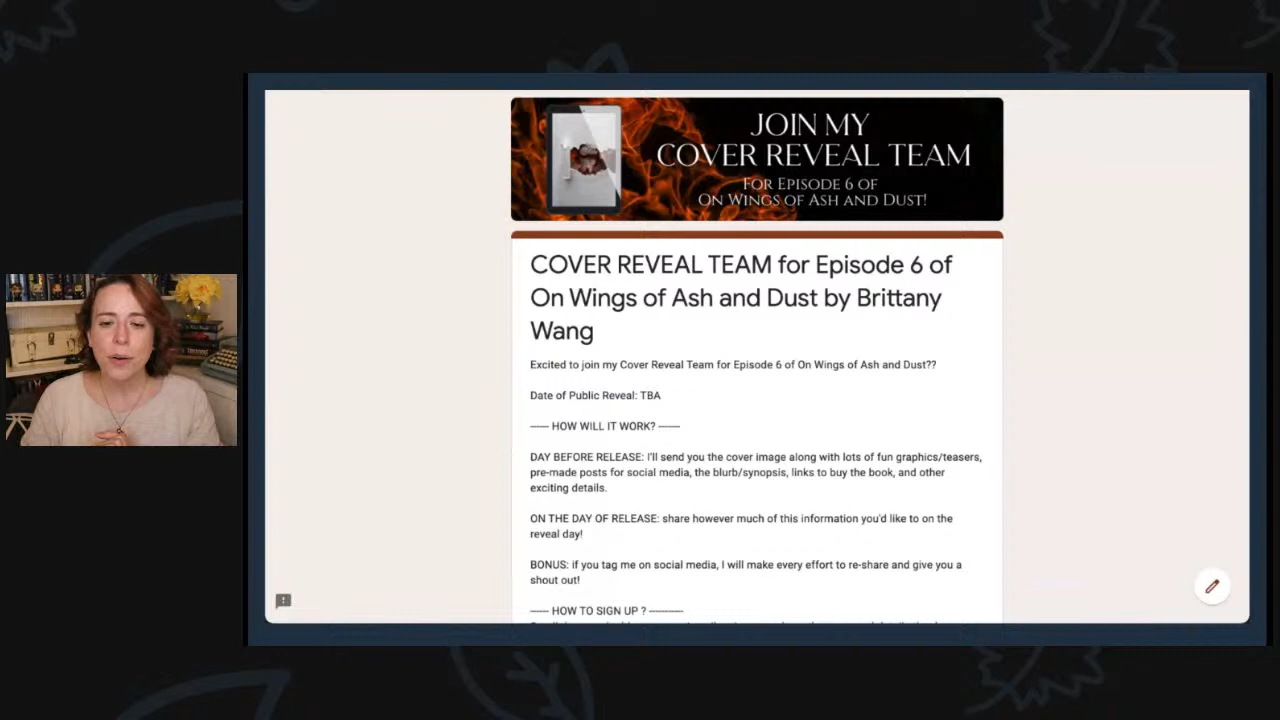 JOIN MY
COVER REVEAL TEAM
FOR EPISODE 6 OF
ON WINGS OF ASH AND DUST!
COVER REVEAL TEAM for Episode 6 of
On Wings of Ash and Dust by Brittany
Wang
Excited to join my Cover Reveal Team for Episode 6 of On Wings of Ash and Dust??
Date of Public Reveal: TBA
------ HOW WILL IT WORK? -------
DAY BEFORE RELEASE: I'll send you the cover image along with lots of fun graphics/teasers,
pre-made posts for social media, the blurb/synopsis, links to buy the book, and other
exciting details.
ON THE DAY OF RELEASE: share however much of this information you'd like to on the
reveal day!
BONUS: if you tag me on social media, I will make every effort to re-share and give you a
shout out!
------ HOW TO SIGN UP ? -----------